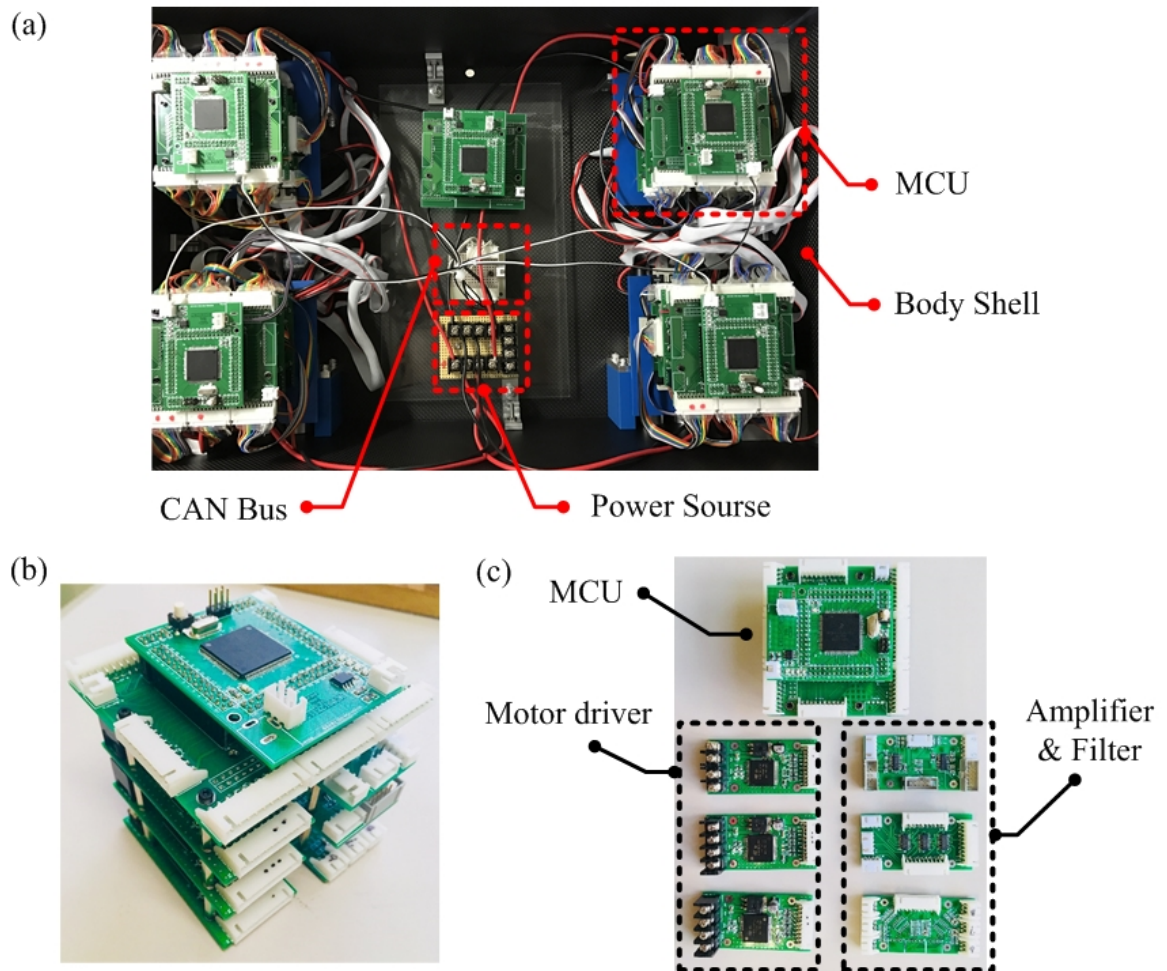 (a)
MCU
Body Shell
CAN Bus
Power Sourse
(b)
(c)
MCU
Motor driver
Amplifier
& Filter